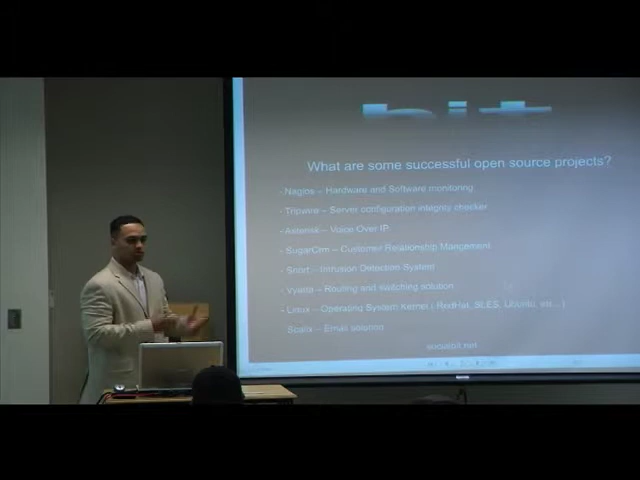 What are some successful open source projects?
- Nagios – Hardware and Software monitoring
- Tripwire – Server configuration integrity checker
- Asterisk – Voice Over IP
- SugarCrm – Customer Relationship Mangement
- Snort – Intrusion Detection System
- Vyatta – Routing and switching solution
- Linux – Operating System Kernel ( RedHat, SLES, Ubuntu, etc... )
- Email solution